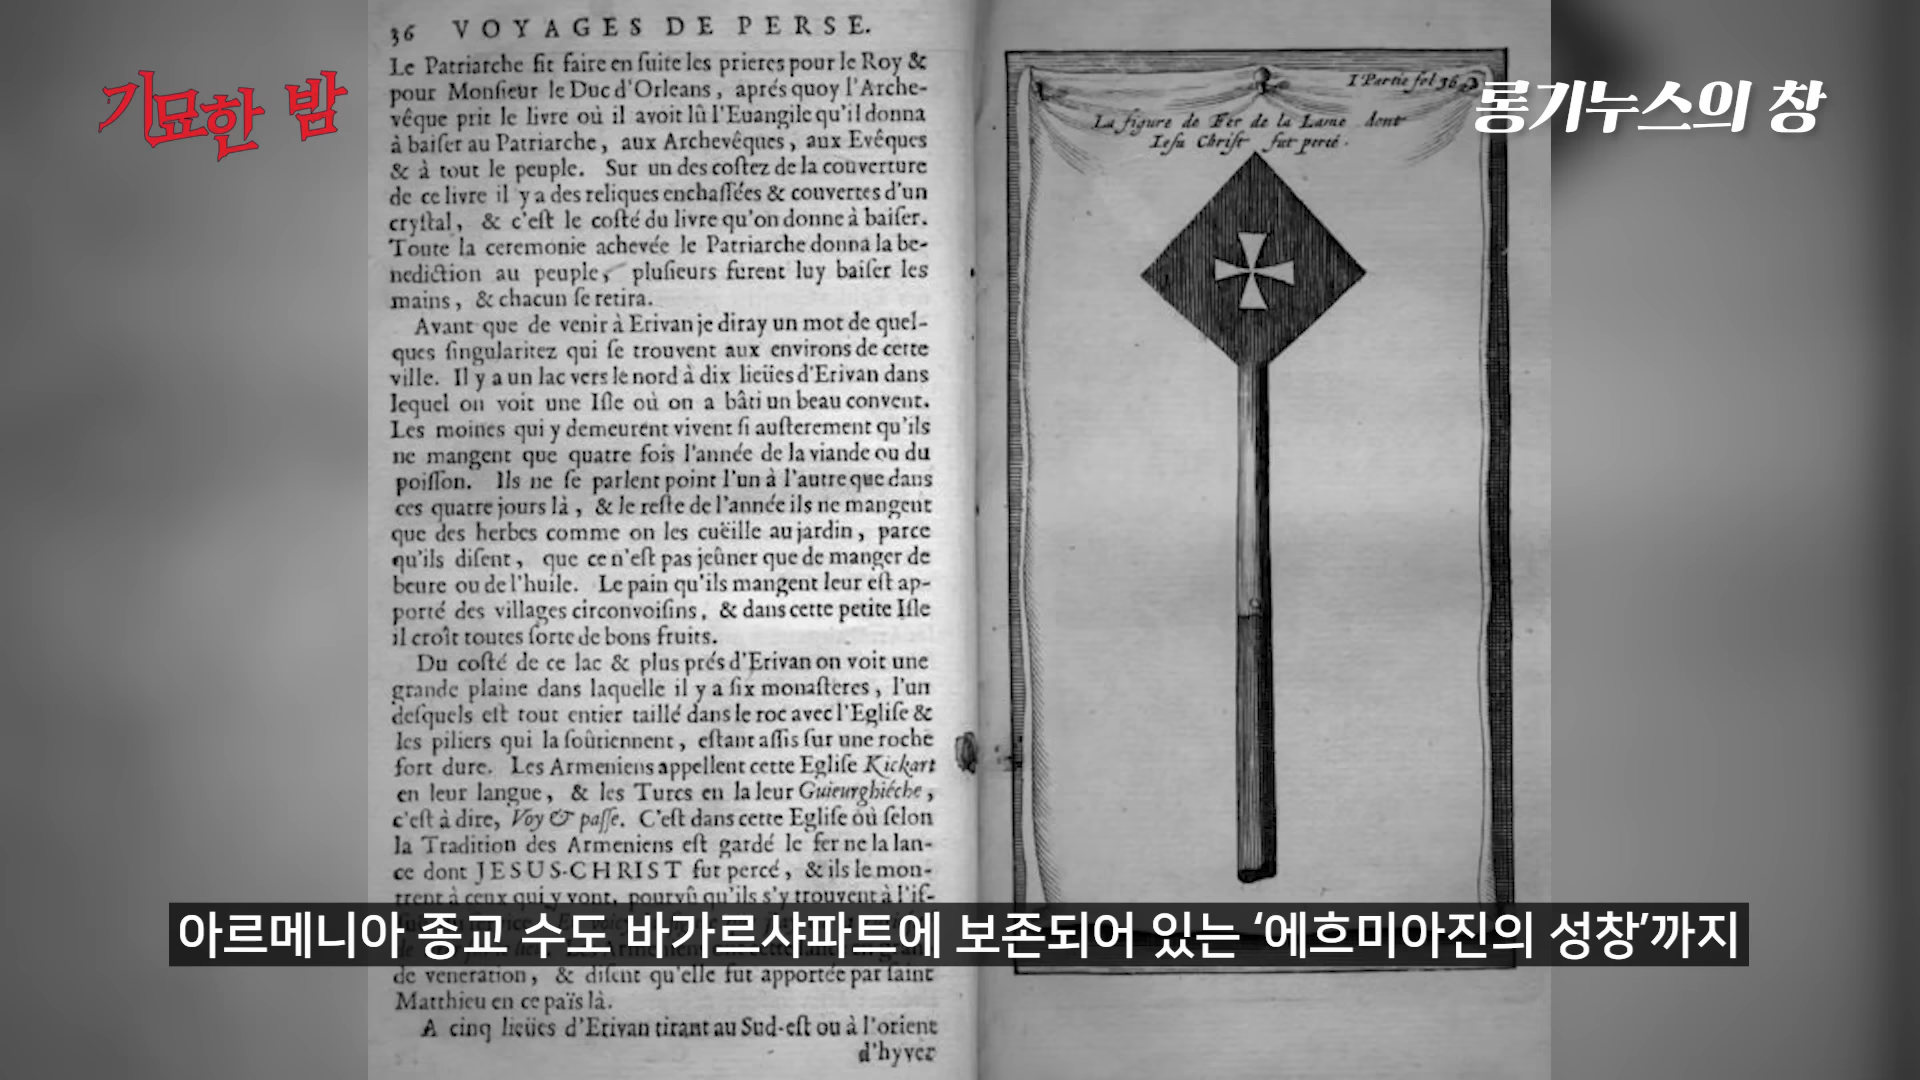 기묘한 밤
롱기누스의 창
36 VOYAGES DE PERSE.
Le Patriarche fit faire en ſuite les prieres pour le Roy &
pour Monſieur le Duc d'Orleans, aprés quoy l'Arche-
vêque prit le livre où il avoit lû l'Euangile qu'il donna
à baiſer au Patriarche, aux Archevêques, aux Evêques
& à tout le peuple. Sur un des coſtez de la couverture
de ce livre il y a des reliques enchaſſées & couvertes d'un
cryſtal, & c'eſt le coſté du livre qu'on donne à baiſer.
Toute la ceremonie achevée le Patriarche donna la be-
nediction au peuple, pluſieurs furent luy baiſer les
mains, & chacun ſe retira.
Avant que de venir à Erivan je diray un mot de quel-
ques ſingularitez qui ſe trouvent aux environs de cette
ville. Il y a un lac vers le nord à dix lieües d'Erivan dans
lequel on voit une Iſle où on a bâti un beau convent.
Les moines qui y demeurent vivent ſi auſterement qu'ils
ne mangent que quatre fois l'année de la viande ou du
poiſſon. Ils ne ſe parlent point l'un à l'autre que dans
ces quatre jours là, & le reſte de l'année ils ne mangent
que des herbes comme on les cuëille au jardin, parce
qu'ils diſent, que ce n'eſt pas jeûner que de manger de
beure ou de l'huile. Le pain qu'ils mangent leur eſt ap-
porté des villages circonvoiſins, & dans cette petite Iſle
il croît toutes ſorte de bons fruits.
Du coſté de ce lac & plus prés d'Erivan on voit une
grande plaine dans laquelle il y a ſix monaſteres, l'un
deſquels eſt tout entier taillé dans le roc avec l'Egliſe &
les piliers qui la ſoûtiennent, eſtant aſſis ſur une roche
fort dure. Les Armeniens appellent cette Egliſe Kickart
en leur langue, & les Turcs en la leur Guieurghiéche,
c'eſt à dire, Voy & paſſe. C'eſt dans cette Egliſe où ſelon
la Tradition des Armeniens eſt gardé le fer ne la lan-
ce dont JESUS-CHRIST fut percé, & ils le mon-
trent à ceux qui y vont, pourvû qu'ils s'y trouvent à l'iſ-
de veneration, & diſent qu'elle fut apportée par ſaint
Matthieu en ce païs là.
A cinq lieües d'Erivan tirant au Sud-eſt ou à l'orient
d'hyver
I Partie fol 36
La figure de Fer de la Lame dont
Ieſu Chriſt fut percé.
아르메니아 종교 수도 바가르샤파트에 보존되어 있는 ‘에흐미아진의 성창’까지